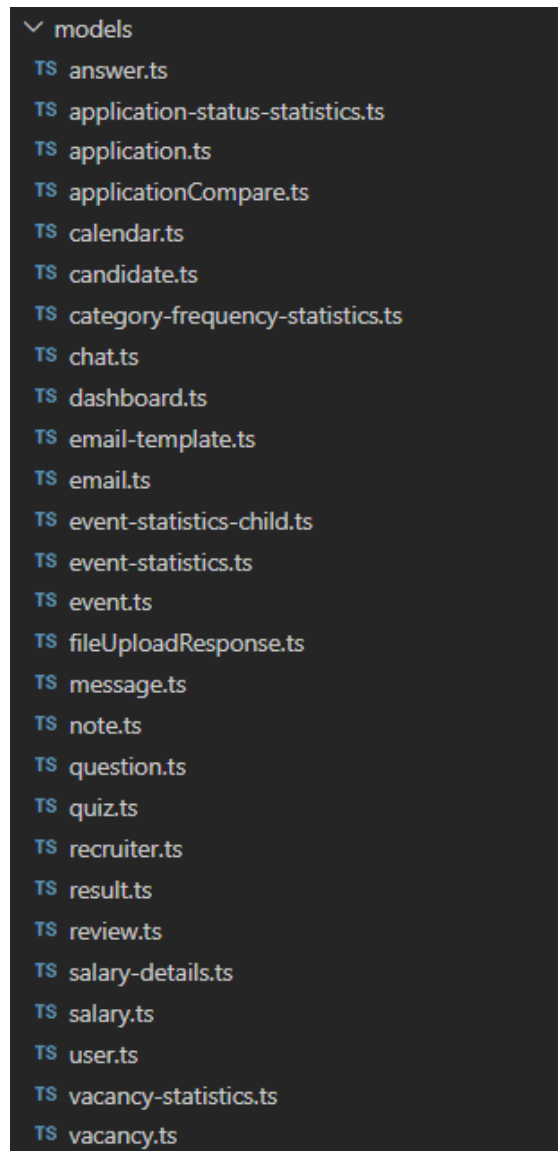 models
TS answer.ts
TS application-status-statistics.ts
TS application.ts
TS applicationCompare.ts
TS calendar.ts
TS candidate.ts
TS category-frequency-statistics.ts
TS chat.ts
TS dashboard.ts
TS email-template.ts
TS email.ts
TS event-statistics-child.ts
TS event-statistics.ts
TS event.ts
TS fileUploadResponse.ts
TS message.ts
TS note.ts
TS question.ts
TS quiz.ts
TS recruiter.ts
TS result.ts
TS review.ts
TS salary-details.ts
TS salary.ts
TS user.ts
TS vacancy-statistics.ts
TS vacancy.ts